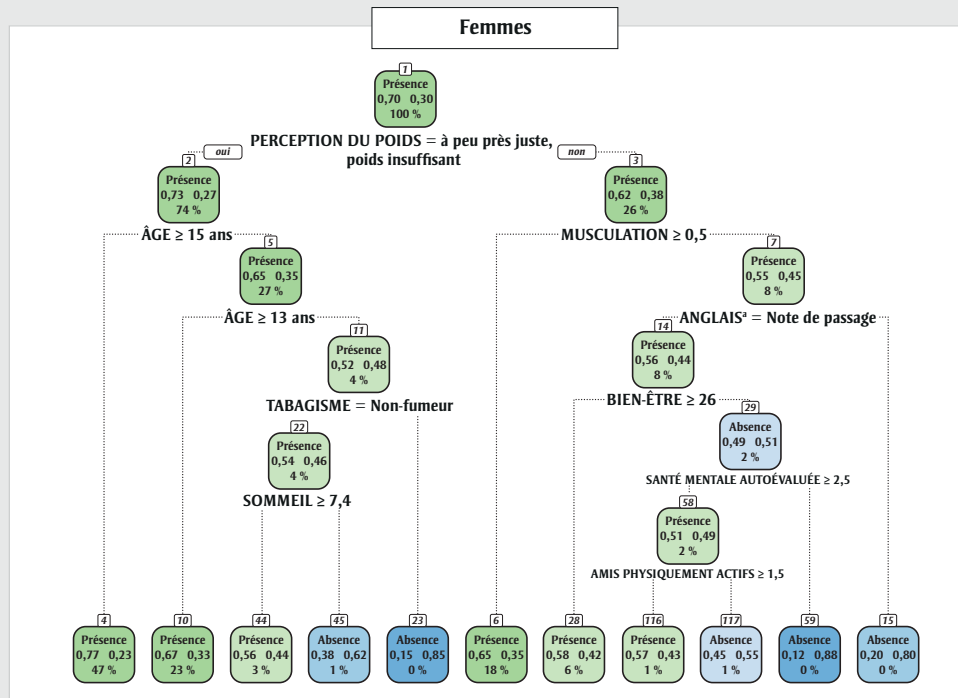 Femmes
1
Présence
0,70 0,30
100 %
PERCEPTION DU POIDS = à peu près juste,
poids insuffisant
oui
non
2
Présence
0,73 0,27
74 %
3
Présence
0,62 0,38
26 %
ÂGE ≥ 15 ans
MUSCULATION ≥ 0,5
5
Présence
0,65 0,35
27 %
7
Présence
0,55 0,45
8 %
ÂGE ≥ 13 ans
ANGLAISª = Note de passage
11
Présence
0,52 0,48
4 %
14
Présence
0,56 0,44
8 %
TABAGISME = Non-fumeur
BIEN-ÊTRE ≥ 26
22
Présence
0,54 0,46
4 %
29
Absence
0,49 0,51
2 %
SOMMEIL ≥ 7,4
SANTÉ MENTALE AUTOÉVALUÉE ≥ 2,5
58
Présence
0,51 0,49
2 %
AMIS PHYSIQUEMENT ACTIFS ≥ 1,5
4
Présence
0,77 0,23
47 %
10
Présence
0,67 0,33
23 %
44
Présence
0,56 0,44
3 %
45
Absence
0,38 0,62
1 %
23
Absence
0,15 0,85
0 %
6
Présence
0,65 0,35
18 %
28
Présence
0,58 0,42
6 %
116
Présence
0,57 0,43
1 %
117
Absence
0,45 0,55
1 %
59
Absence
0,12 0,88
0 %
15
Absence
0,20 0,80
0 %